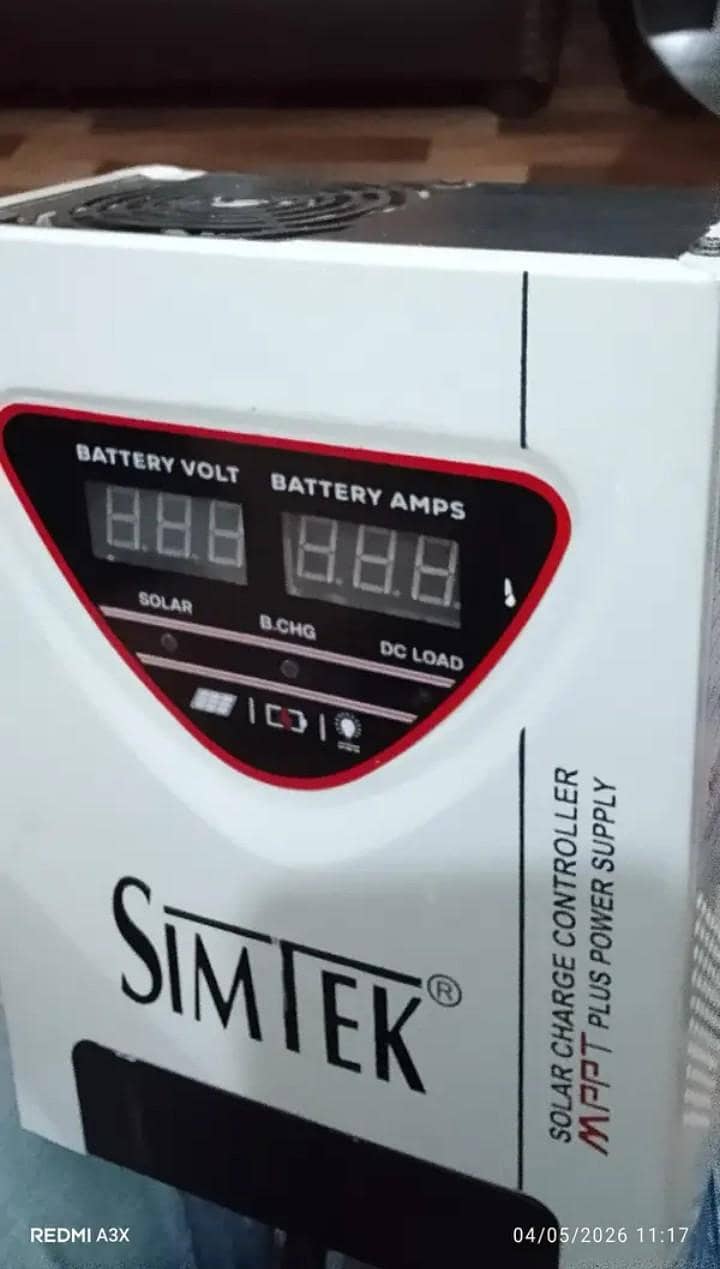 BATTERY VOLT
BATTERY AMPS
SOLAR
B.CHG
DC LOAD
SIMTEK®
SOLAR CHARGE CONTROLLER
MPPT PLUS POWER SUPPLY
REDMI A3X
04/05/2026 11:17